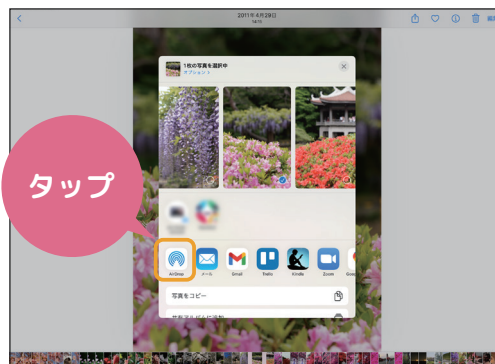 2011年4月29日
14:11
1枚の写真を選択中
オプション >
タップ
AirDrop
メール
Gmail
Trello
Kindle
Zoom
写真をコピー